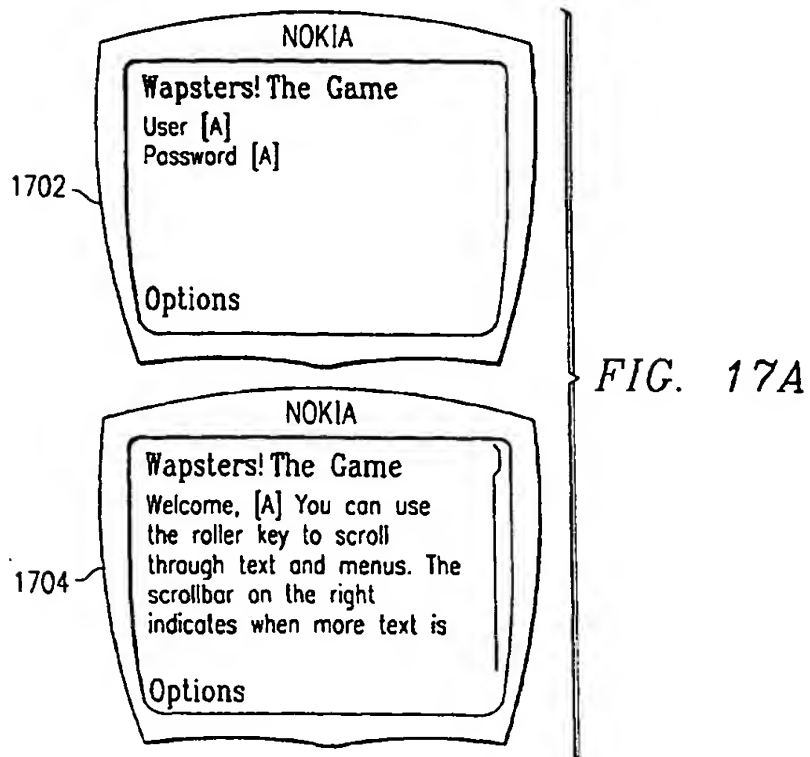 NOKIA
Wapsters! The Game
User [A]
Password [A]
1702
Options
FIG. 17A
NOKIA
Wapsters! The Game
Welcome, [A] You can use
the roller key to scroll
through text and menus. The
scrollbar on the right
indicates when more text is
1704
Options